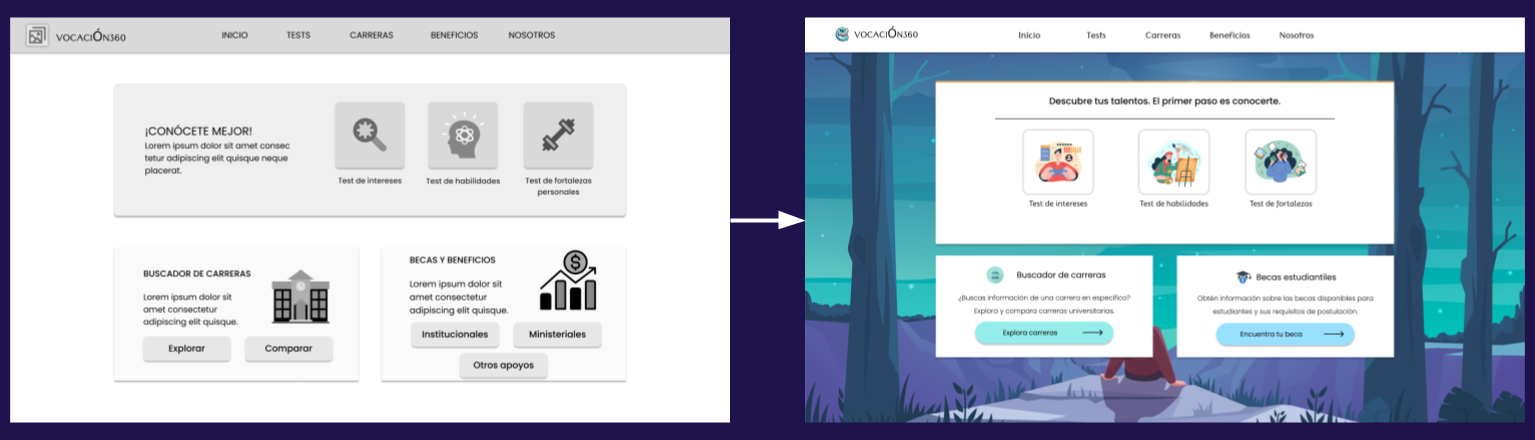 VOCACIÓN360
INICIO
TESTS
CARRERAS
BENEFICIOS
NOSOTROS
¡CONÓCETE MEJOR!
Lorem ipsum dolor sit amet consec
tetur adipiscing elit quisque neque
placerat.
Test de intereses
Test de habilidades
Test de fortalezas
personales
BUSCADOR DE CARRERAS
Lorem ipsum dolor sit
amet consectetur
adipiscing elit quisque.
Explorar
Comparar
BECAS Y BENEFICIOS
Lorem ipsum dolor sit
amet consectetur
adipiscing elit quisque.
Institucionales
Ministeriales
Otros apoyos
VOCACIÓN360
Inicio
Tests
Carreras
Beneficios
Nosotros
Descubre tus talentos. El primer paso es conocerte.
Test de intereses
Test de habilidades
Test de fortalezas
Buscador de carreras
¿Buscas información de una carrera en específica?
Explora y compara carreras universitarias.
Explora carreras
Becas estudiantiles
Obtén información sobre las becas disponibles para
estudiantes y sus requisitos de postulación.
Encuentra tu beca